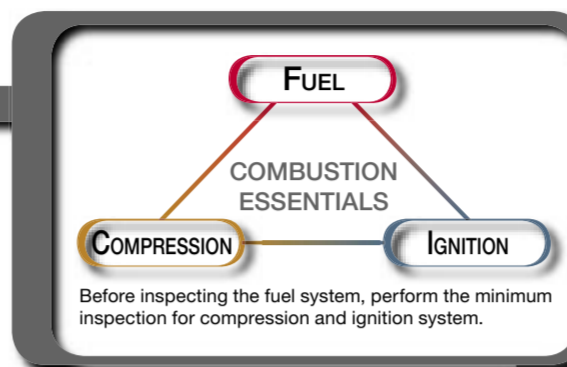 FUEL
COMBUSTION
ESSENTIALS
COMPRESSION
IGNITION
Before inspecting the fuel system, perform the minimum
inspection for compression and ignition system.